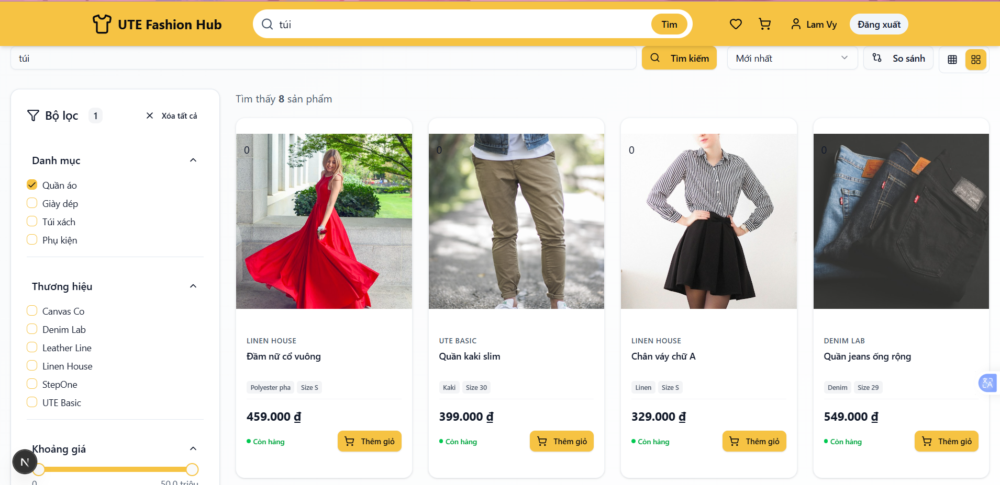 UTE Fashion Hub
túi
Tìm
Lam Vy
Đăng xuất
túi
Tìm kiếm
Mới nhất
So sánh
Bộ lọc
1
Xóa tất cả
Danh mục
Quần áo
Giày dép
Túi xách
Phụ kiện
Thương hiệu
Canvas Co
Denim Lab
Leather Line
Linen House
StepOne
UTE Basic
Khoảng giá
0
50.0 triệu
N
Tìm thấy 8 sản phẩm
0
LINEN HOUSE
Đầm nữ cổ vuông
Polyester pha
Size S
459.000 ₫
Còn hàng
Thêm giỏ
0
UTE BASIC
Quần kaki slim
Kaki
Size 30
399.000 ₫
Còn hàng
Thêm giỏ
0
LINEN HOUSE
Chân váy chữ A
Linen
Size S
329.000 ₫
Còn hàng
Thêm giỏ
0
DENIM LAB
Quần jeans ống rộng
Denim
Size 29
549.000 ₫
Còn hàng
Thêm giỏ